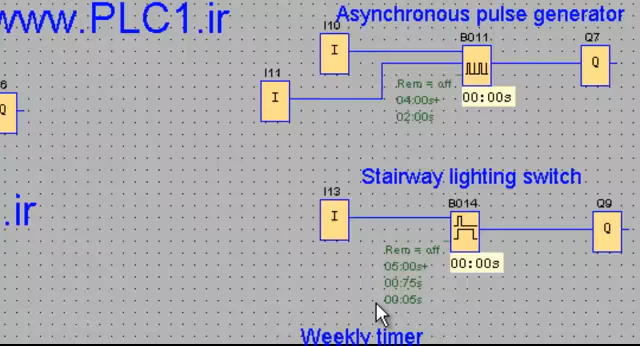 www.PLC1.ir
Asynchronous pulse generator
I10
I
B011
Q7
Q
I11
I
Rem = off
04:00s+
02:00s
00:00s
6
Q
Stairway lighting switch
.ir
I13
I
B014
Q9
Q
Rem = off
05:00s+
00:75s
00:05s
00:00s
Weekly timer